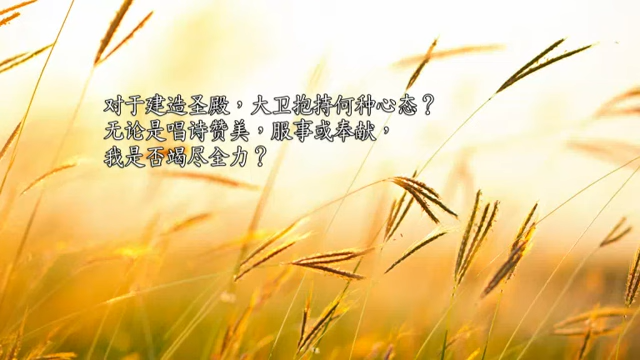 对于建造圣殿，大卫抱持何种心态？
无论是唱诗赞美，服事或奉献，
我是否竭尽全力？